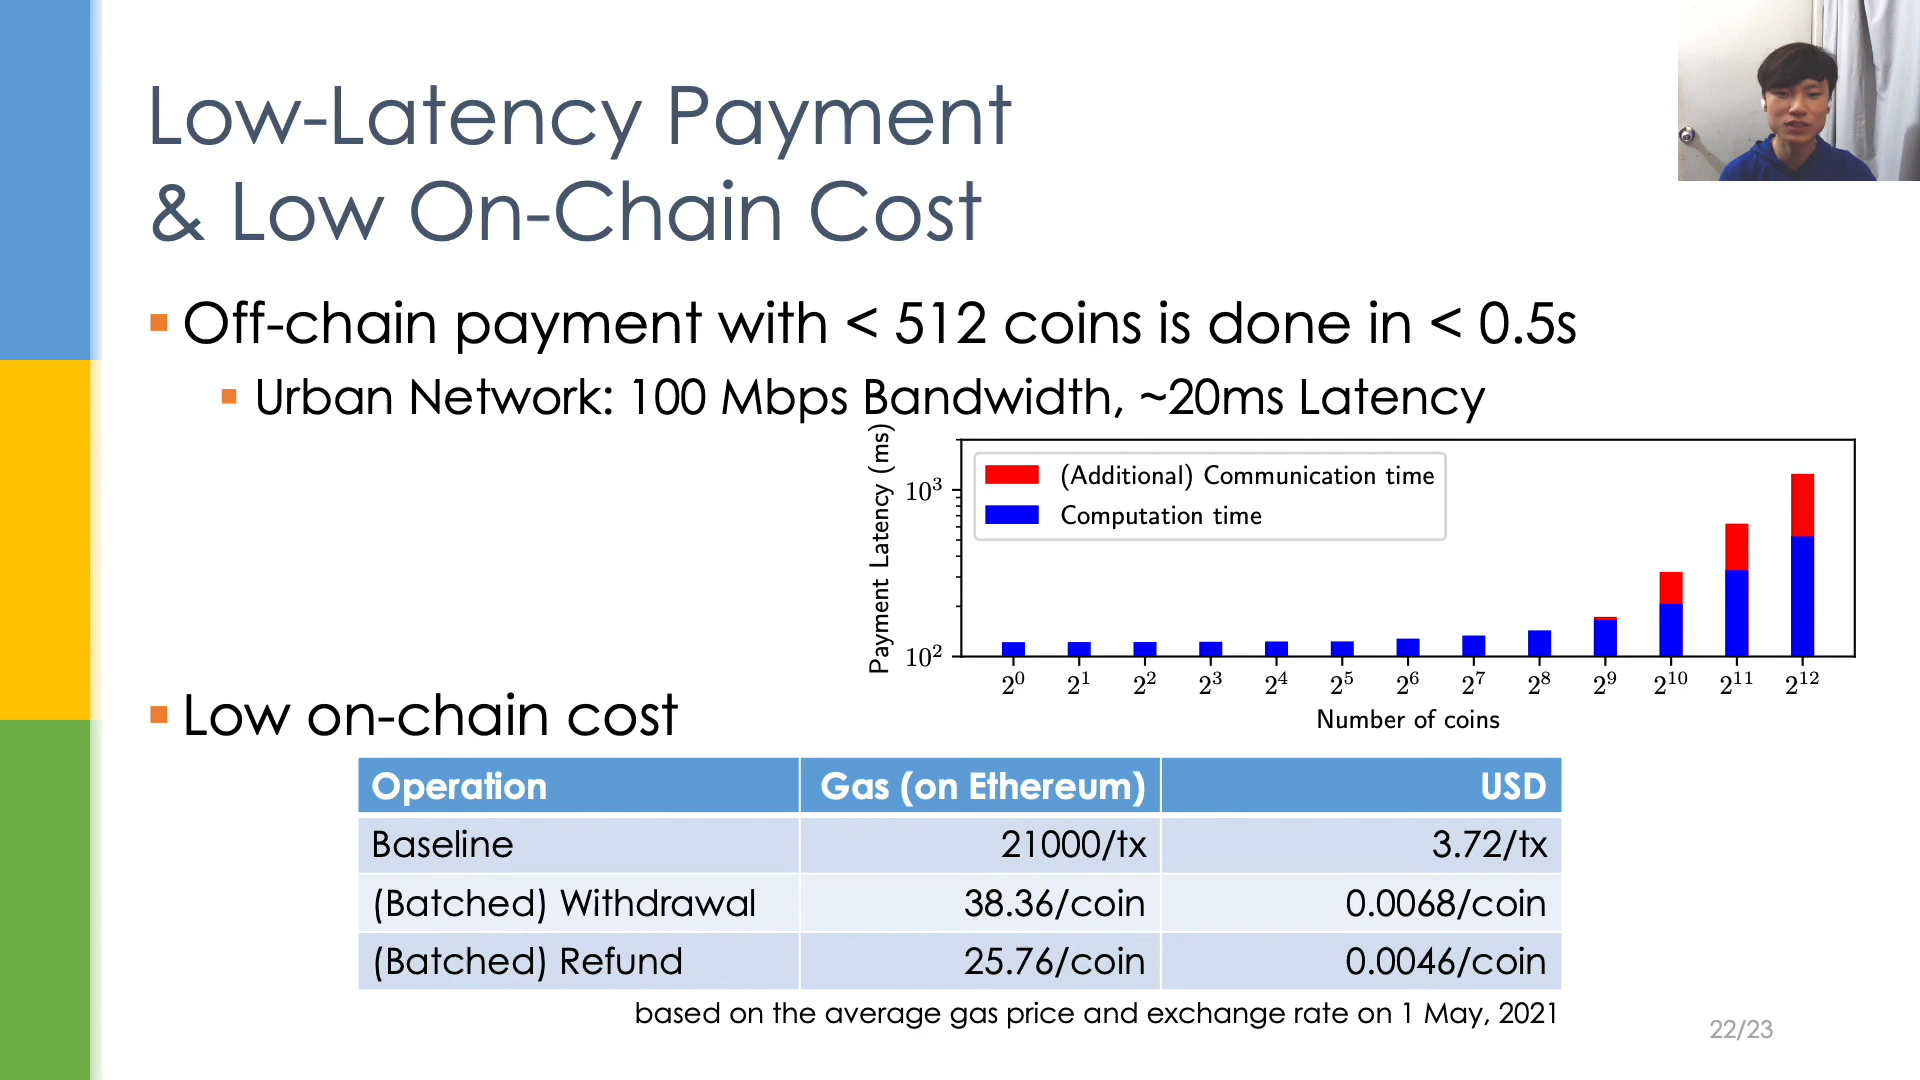 Low-Latency Payment
& Low On-Chain Cost
Off-chain payment with < 512 coins is done in < 0.5s
Urban Network: 100 Mbps Bandwidth, ~20ms Latency
Payment Latency (ms)
10³
10²
(Additional) Communication time
Computation time
2⁰ 2¹ 2² 2³ 2⁴ 2⁵ 2⁶ 2⁷ 2⁸ 2⁹ 2¹⁰ 2¹¹ 2¹²
Number of coins
Low on-chain cost
Operation Gas (on Ethereum) USD
Baseline 21000/tx 3.72/tx
(Batched) Withdrawal 38.36/coin 0.0068/coin
(Batched) Refund 25.76/coin 0.0046/coin
based on the average gas price and exchange rate on 1 May, 2021
22/23